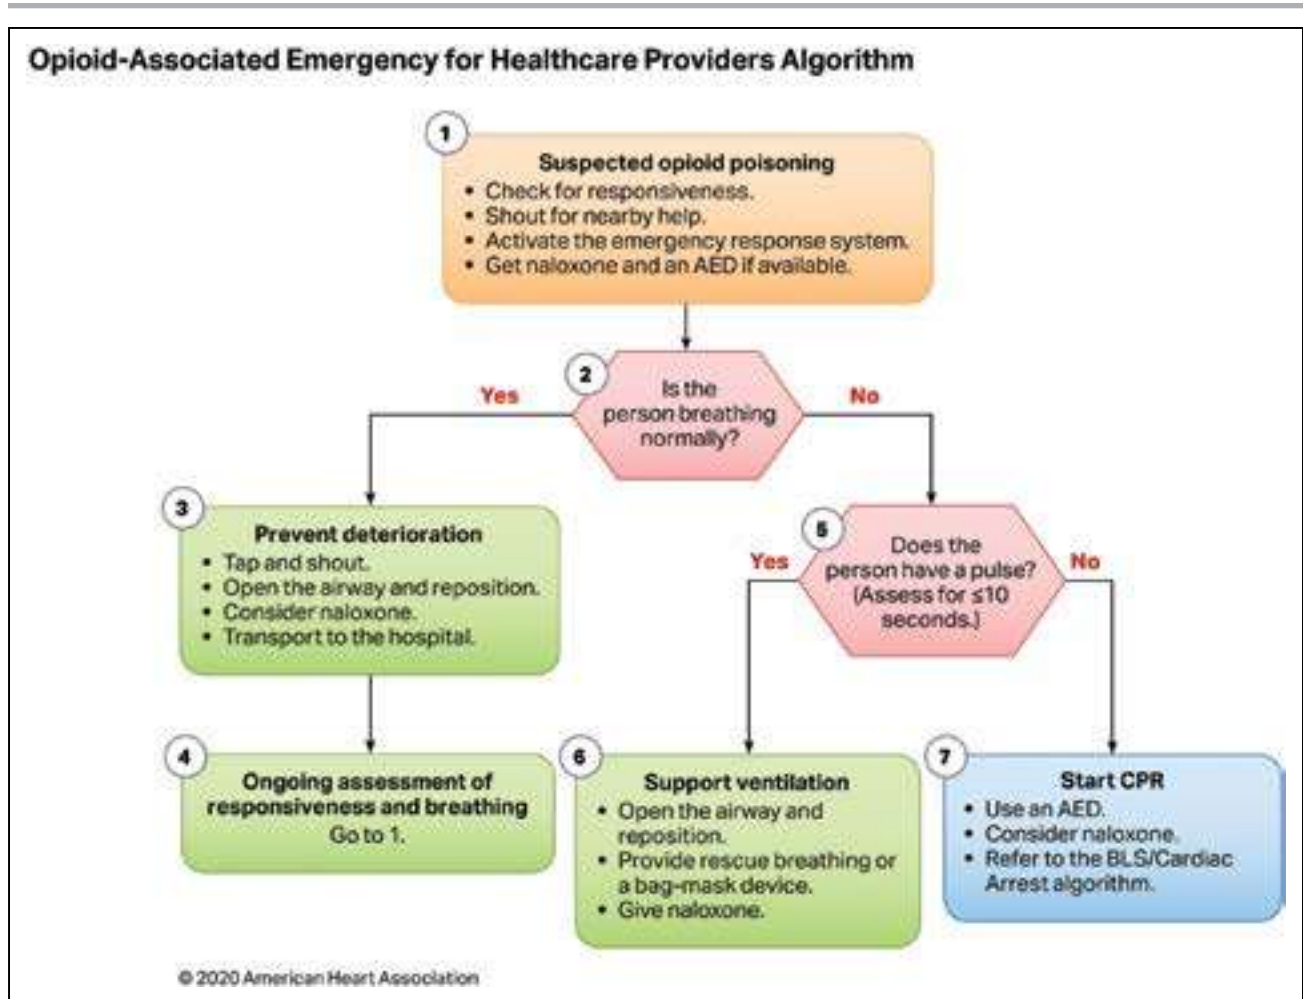 Opioid-Associated Emergency for Healthcare Providers Algorithm
1
Suspected opioid poisoning
• Check for responsiveness.
• Shout for nearby help.
• Activate the emergency response system.
• Get naloxone and an AED if available.
2
Is the
person breathing
normally?
Yes
No
3
Prevent deterioration
• Tap and shout.
• Open the airway and reposition.
• Consider naloxone.
• Transport to the hospital.
4
Ongoing assessment of
responsiveness and breathing
Go to 1.
5
Does the
person have a pulse?
(Assess for ≤10
seconds.)
Yes
No
6
Support ventilation
• Open the airway and
reposition.
• Provide rescue breathing or
a bag-mask device.
• Give naloxone.
7
Start CPR
• Use an AED.
• Consider naloxone.
• Refer to the BLS/Cardiac
Arrest algorithm.
© 2020 American Heart Association